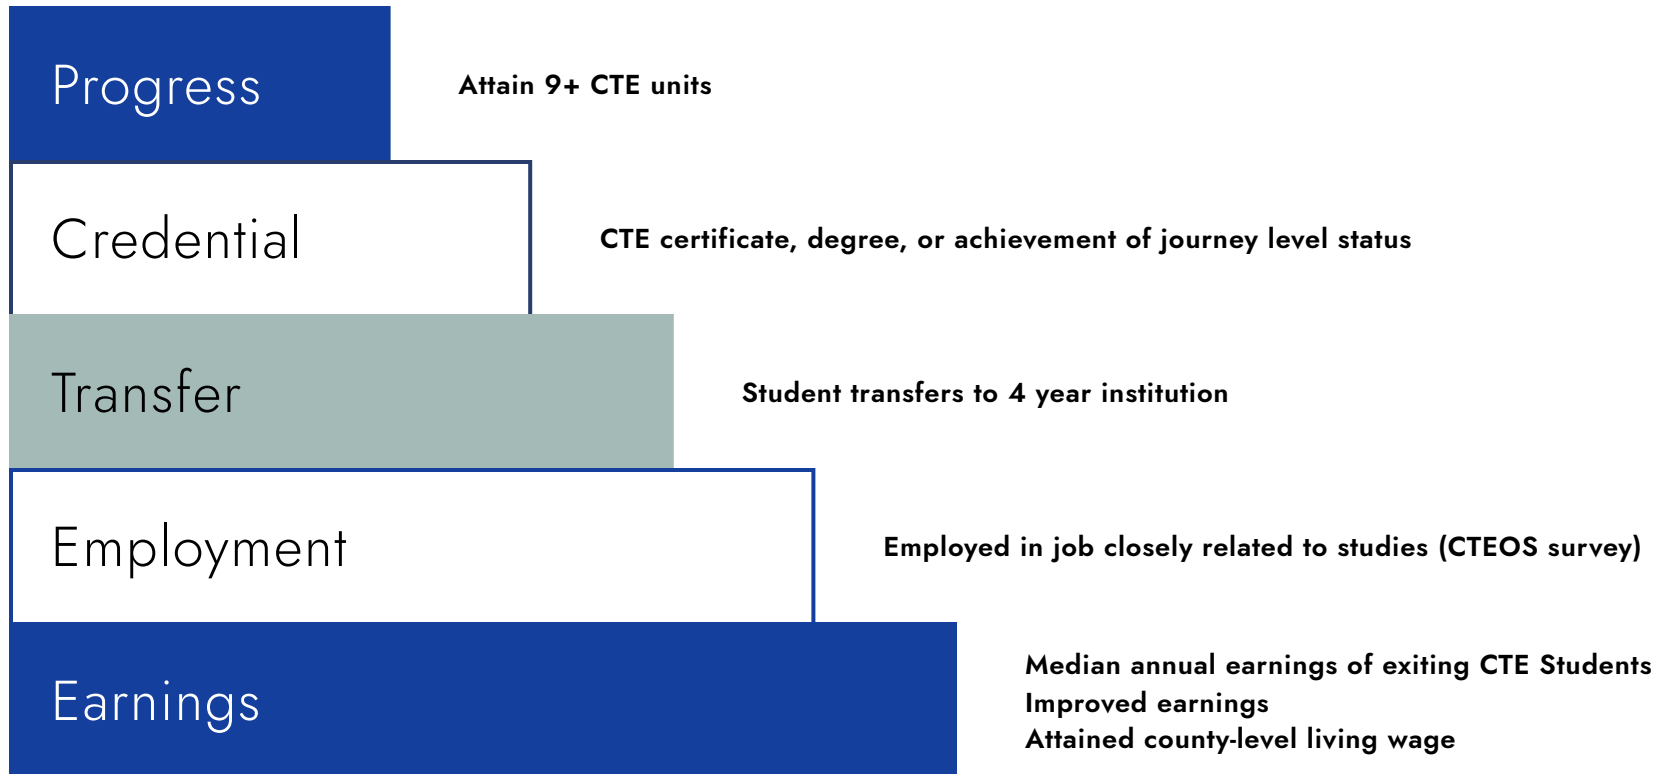 Progress
Attain 9+ CTE units
Credential
CTE certificate, degree, or achievement of journey level status
Transfer
Student transfers to 4 year institution
Employment
Employed in job closely related to studies (CTEOS survey)
Earnings
Median annual earnings of exiting CTE Students
Improved earnings
Attained county-level living wage